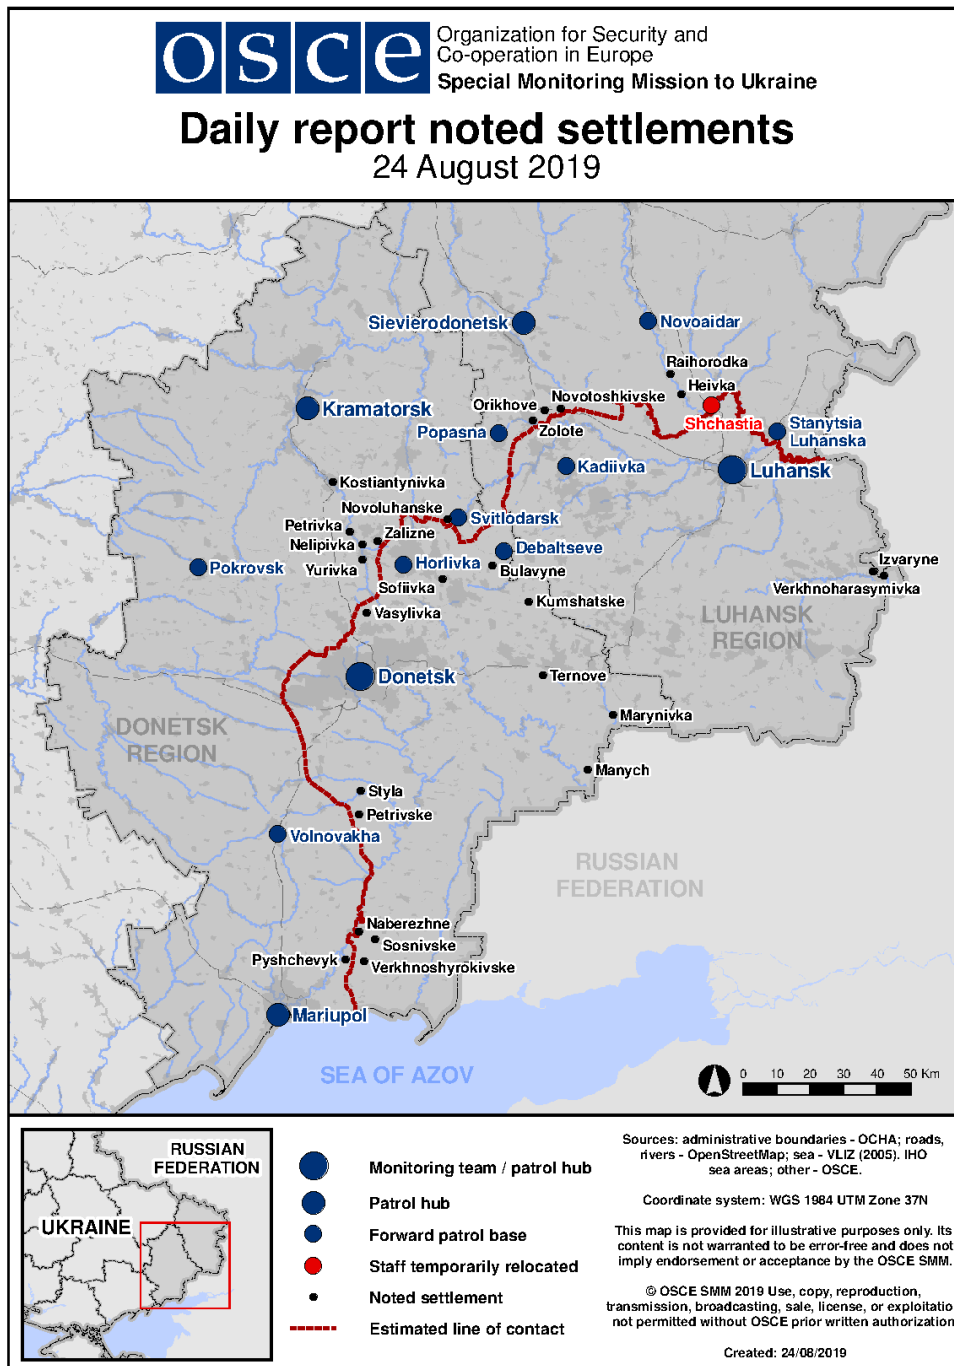 osce
Organization for Security and
Co-operation in Europe
Special Monitoring Mission to Ukraine
Daily report noted settlements
24 August 2019
Sievierodonetsk
Novoaidar
Raihorodka
Heivka
Kramatorsk
Orikhove
Novotoshkivske
Shchastia
Stanytsia
Luhanska
Popasna
Zolote
Kadiivka
Luhansk
Kostiantynivka
Novoluhanske
Svitlodarsk
Petrivka
Zalizne
Nelipivka
Debaltseve
Yurivka
Horlivka
Bulavyne
Izvaryne
Pokrovsk
Sofiivka
Verkhnoharasymivka
Kumshatske
Vasylivka
LUHANSK
REGION
Donetsk
Ternove
Marynivka
DONETSK
REGION
Manych
Styla
Petrivske
Volnovakha
RUSSIAN
FEDERATION
Naberezhne
Sosnivske
Pyshchevyk
Verkhnoshyrokivske
Mariupol
SEA OF AZOV
0 10 20 30 40 50 Km
RUSSIAN
FEDERATION
UKRAINE
Monitoring team / patrol hub
Patrol hub
Forward patrol base
Staff temporarily relocated
Noted settlement
Estimated line of contact
Sources: administrative boundaries - OCHA; roads,
rivers - OpenStreetMap; sea - VLIZ (2005). IHO
sea areas; other - OSCE.
Coordinate system: WGS 1984 UTM Zone 37N
This map is provided for illustrative purposes only. Its
content is not warranted to be error-free and does not
imply endorsement or acceptance by the OSCE SMM.
© OSCE SMM 2019 Use, copy, reproduction,
transmission, broadcasting, sale, license, or exploitatio
not permitted without OSCE prior written authorization
Created: 24/08/2019